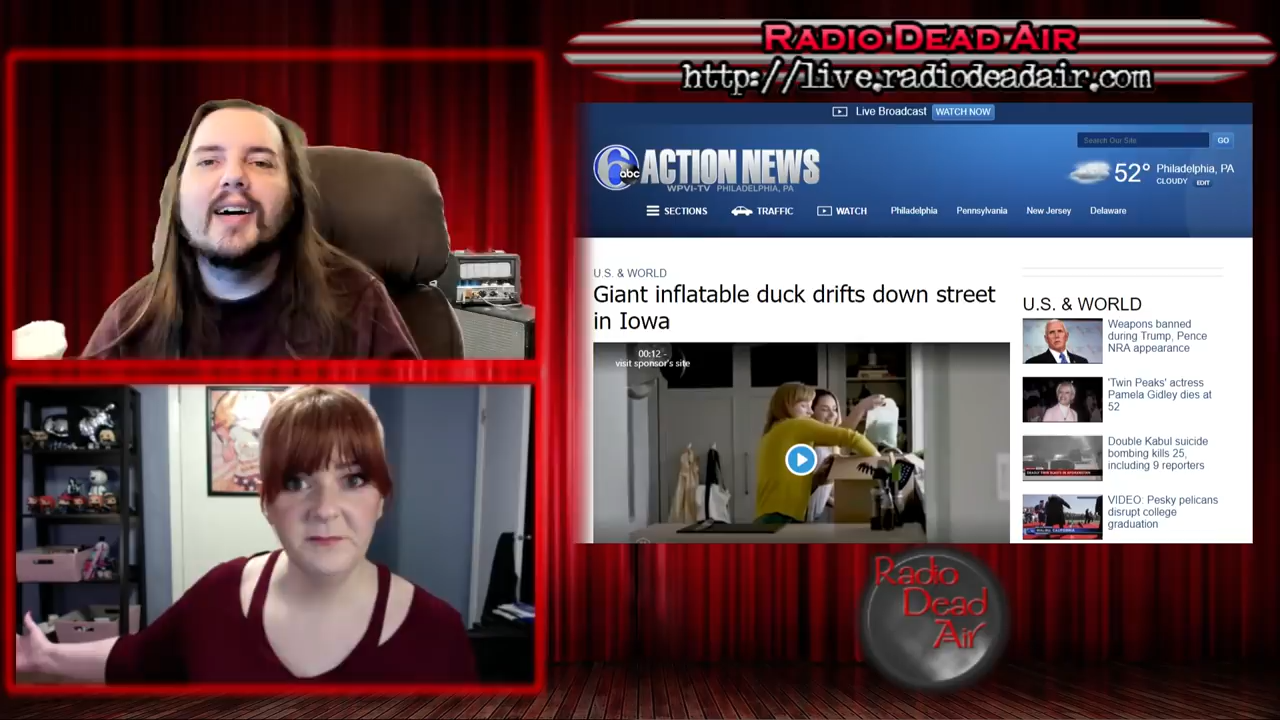 RADIO DEAD AIR
http://live.radiodeadair.com
Live Broadcast WATCH NOW
Search Our Site GO
6 abc ACTION NEWS
WPVI-TV PHILADELPHIA, PA
52° Philadelphia, PA
CLOUDY EDIT
SECTIONS TRAFFIC WATCH Philadelphia Pennsylvania New Jersey Delaware
U.S. & WORLD
Giant inflatable duck drifts down street
in Iowa
00:12 -
visit sponsor's site
U.S. & WORLD
Weapons banned
during Trump, Pence
NRA appearance
'Twin Peaks' actress
Pamela Gidley dies at
52
Double Kabul suicide
bombing kills 25,
including 9 reporters
VIDEO: Pesky pelicans
disrupt college
graduation
Radio
Dead
Air